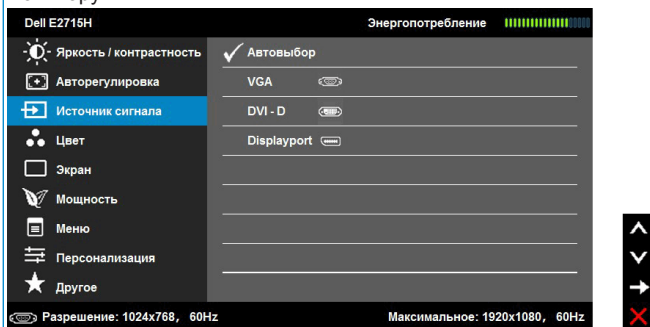 Dell E2715H
Энергопотребление
Яркость / контрастность
Автовыбор
Авторегулировка
VGA
Источник сигнала
DVI - D
Цвет
Displayport
Экран
Мощность
Меню
Персонализация
Другое
Разрешение: 1024x768, 60Hz
Максимальное: 1920x1080, 60Hz